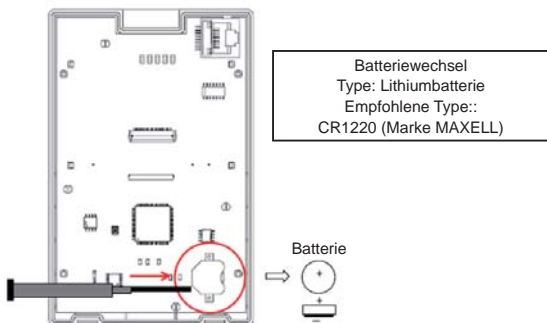 Batteriewechsel
Type: Lithiumbatterie
Empfohlene Type::
CR1220 (Marke MAXELL)
Batterie